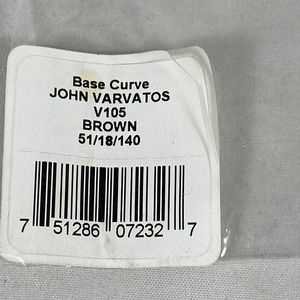 Base Curve
JOHN VARVATOS
V105
BROWN
51/18/140
7 51286 07232 7